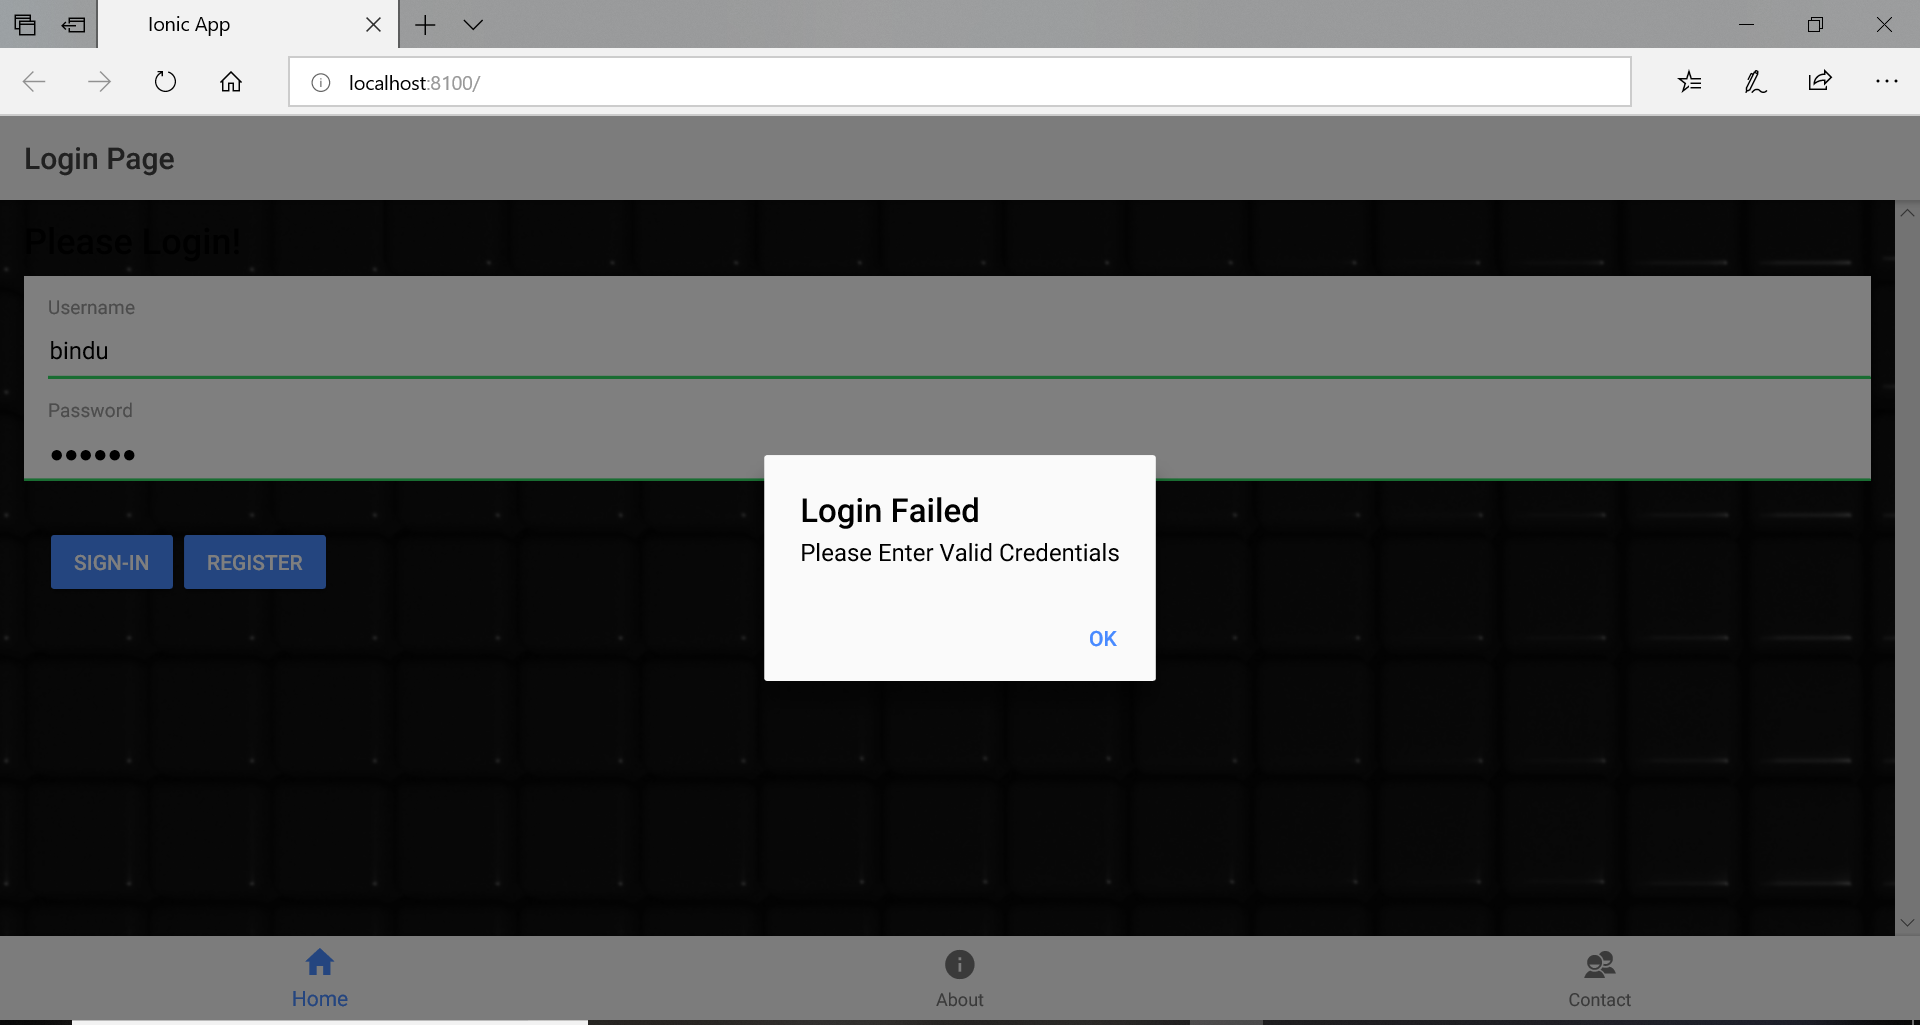 Ionic App
localhost:8100/
Login Page
Please Login!
Username
bindu
Password
Login Failed
Please Enter Valid Credentials
OK
SIGN-IN REGISTER
Home About Contact